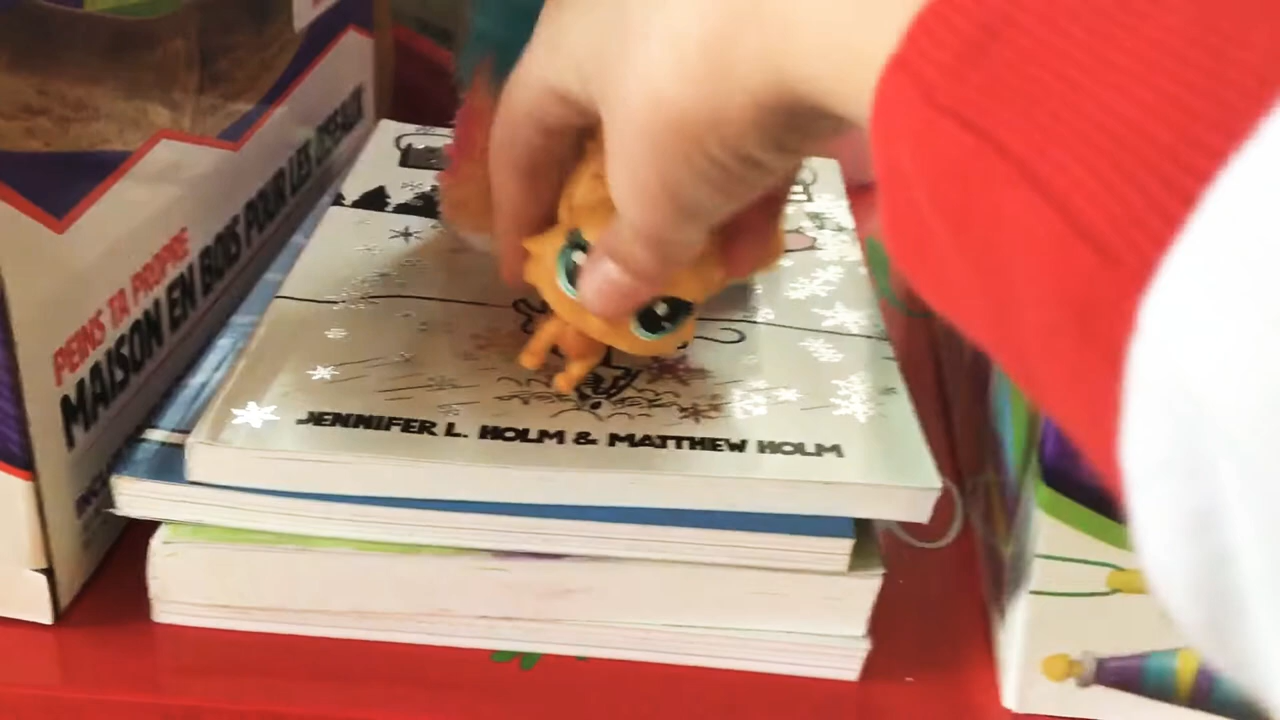 PEINS TA PROPRE
MAISON EN BOIS POUR LES OISEAUX
JENNIFER L. HOLM & MATTHEW HOLM